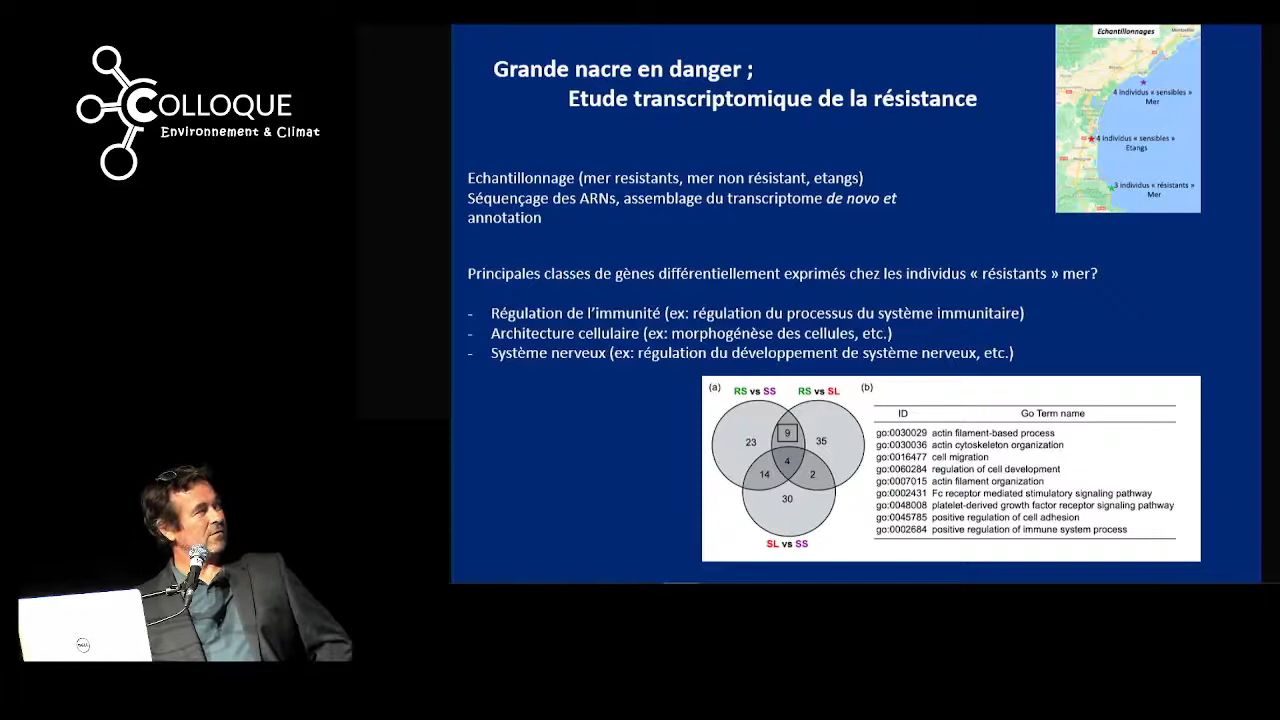 COLLOQUE
Environnement & Climat
Grande nacre en danger ;
Etude transcriptomique de la résistance
Echantillonnages
4 individus « sensibles »
Mer
4 individus « sensibles »
Etangs
3 individus « résistants »
Mer
Echantillonnage (mer resistants, mer non résistant, etangs)
Séquençage des ARNs, assemblage du transcriptome de novo et
annotation
Principales classes de gènes différentiellement exprimés chez les individus « résistants » mer?
- Régulation de l’immunité (ex: régulation du processus du système immunitaire)
- Architecture cellulaire (ex: morphogénèse des cellules, etc.)
- Système nerveux (ex: régulation du développement de système nerveux, etc.)
(a) RS vs SS RS vs SL
23 9 35
4
14 2
30
SL vs SS
(b)
ID Go Term name
go:0030029 actin filament-based process
go:0030036 actin cytoskeleton organization
go:0016477 cell migration
go:0060284 regulation of cell development
go:0007015 actin filament organization
go:0002431 Fc receptor mediated stimulatory signaling pathway
go:0048008 platelet-derived growth factor receptor signaling pathway
go:0045785 positive regulation of cell adhesion
go:0002684 positive regulation of immune system process
DELL